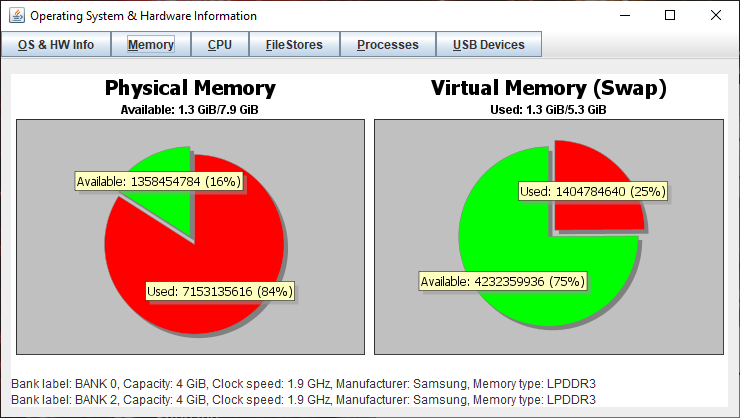 Operating System & Hardware Information
OS & HW Info Memory CPU FileStores Processes USB Devices
Physical Memory
Available: 1.3 GiB/7.9 GiB
Available: 1358454784 (16%)
Used: 7153135616 (84%)
Virtual Memory (Swap)
Used: 1.3 GiB/5.3 GiB
Used: 1404784640 (25%)
Available: 4232359936 (75%)
Bank label: BANK 0, Capacity: 4 GiB, Clock speed: 1.9 GHz, Manufacturer: Samsung, Memory type: LPDDR3
Bank label: BANK 2, Capacity: 4 GiB, Clock speed: 1.9 GHz, Manufacturer: Samsung, Memory type: LPDDR3